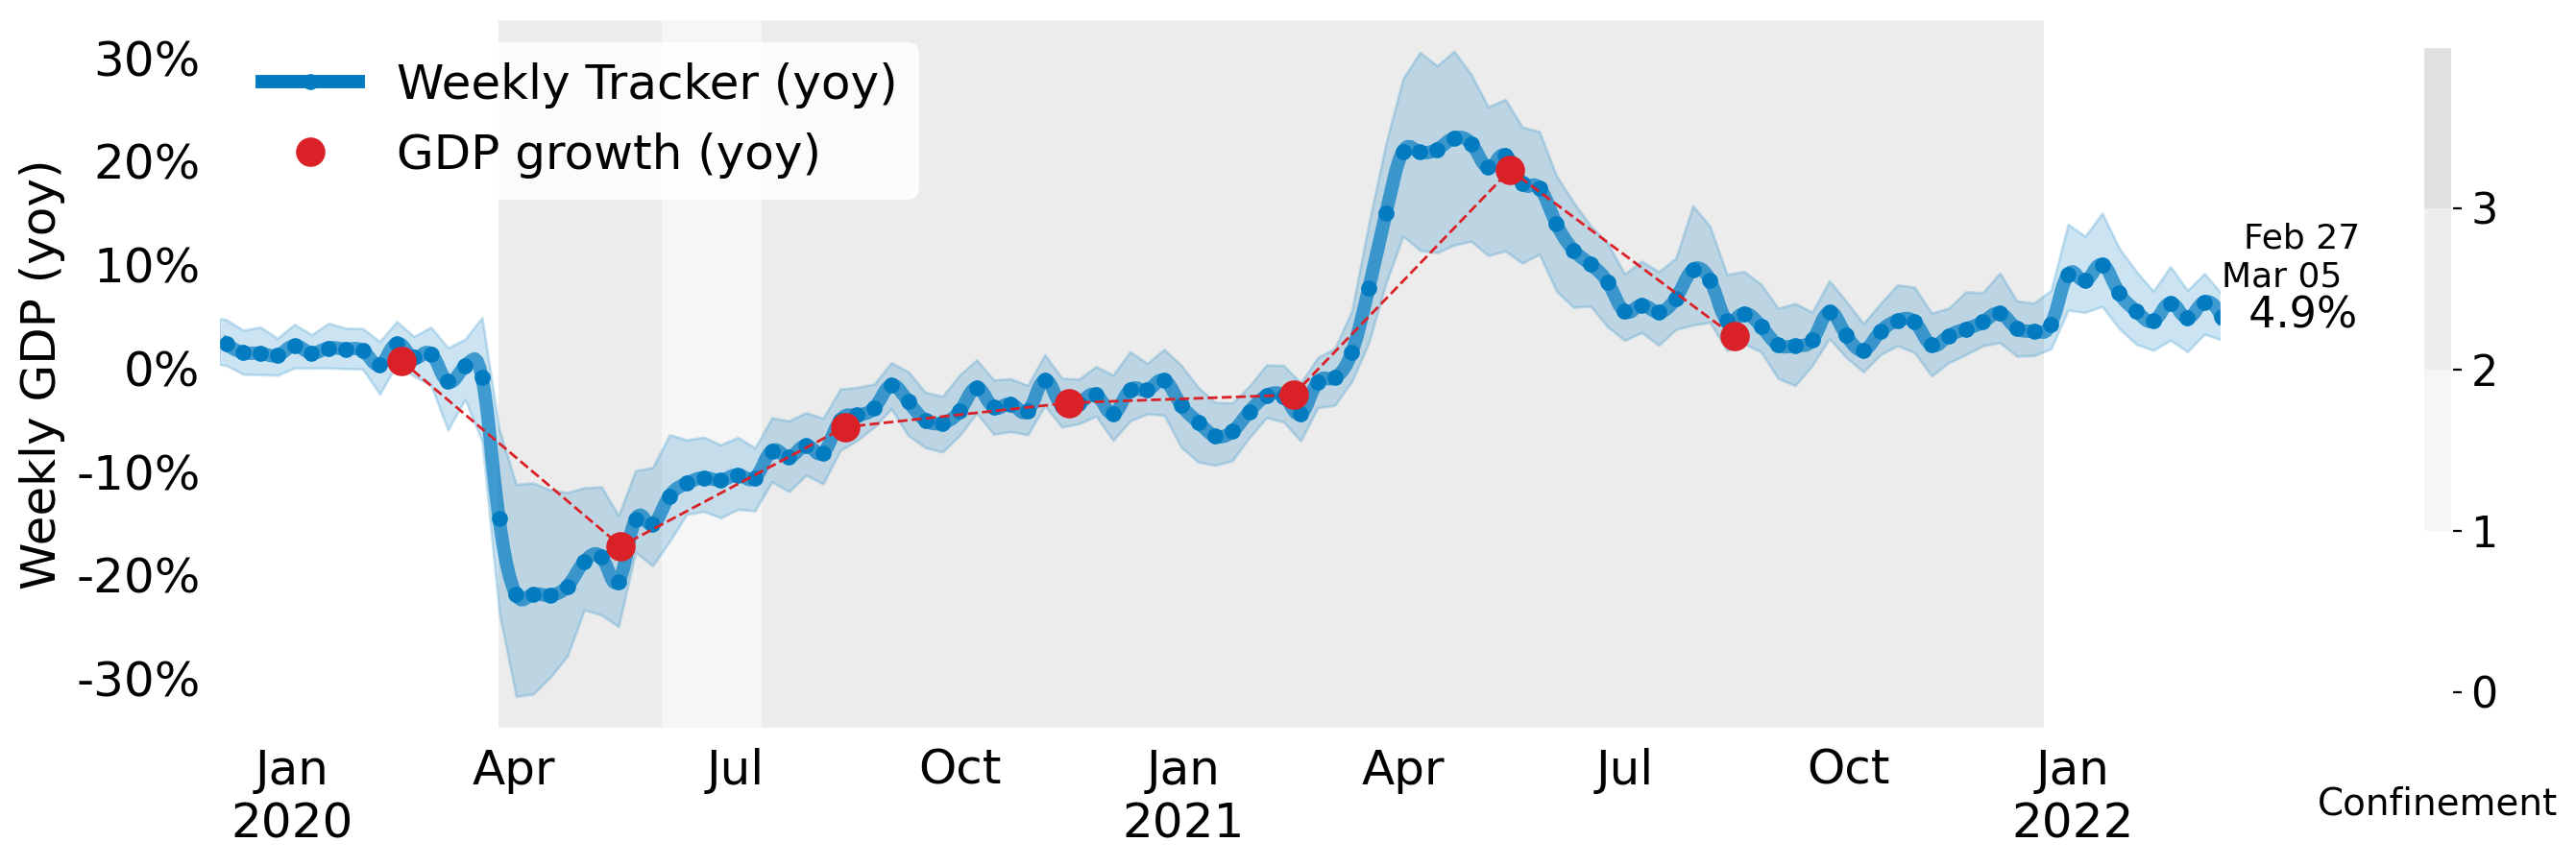 Weekly GDP (yoy)
30%
20%
10%
0%
-10%
-20%
-30%
Weekly Tracker (yoy)
GDP growth (yoy)
Feb 27
Mar 05
4.9%
3
2
1
0
Jan Apr Jul Oct Jan Apr Jul Oct Jan
2020 2021 2022
Confinement